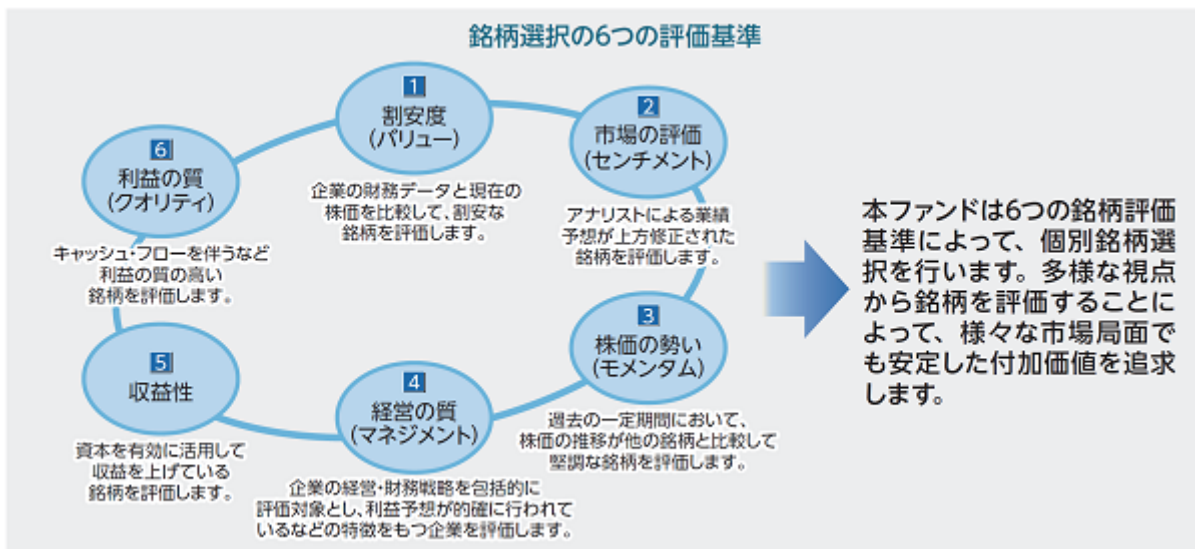 銘柄選択の6つの評価基準
1
割安度
(バリュー)
企業の財務データと現在の
株価を比較して、割安な
銘柄を評価します。
2
市場の評価
(センチメント)
アナリストによる業績
予想が上方修正された
銘柄を評価します。
3
株価の勢い
(モメンタム)
過去の一定期間において、
株価の推移が他の銘柄と比較して
堅調な銘柄を評価します。
4
経営の質
(マネジメント)
企業の経営・財務戦略を包括的に
評価対象とし、利益予想が的確に行われて
いるなどの特徴をもつ企業を評価します。
5
収益性
資本を有効に活用して
収益を上げている
銘柄を評価します。
6
利益の質
(クオリティ)
キャッシュ・フローを伴うなど
利益の質の高い
銘柄を評価します。
本ファンドは6つの銘柄評価
基準によって、個別銘柄選
択を行います。多様な視点
から銘柄を評価することに
よって、様々な市場局面で
も安定した付加価値を追求
します。